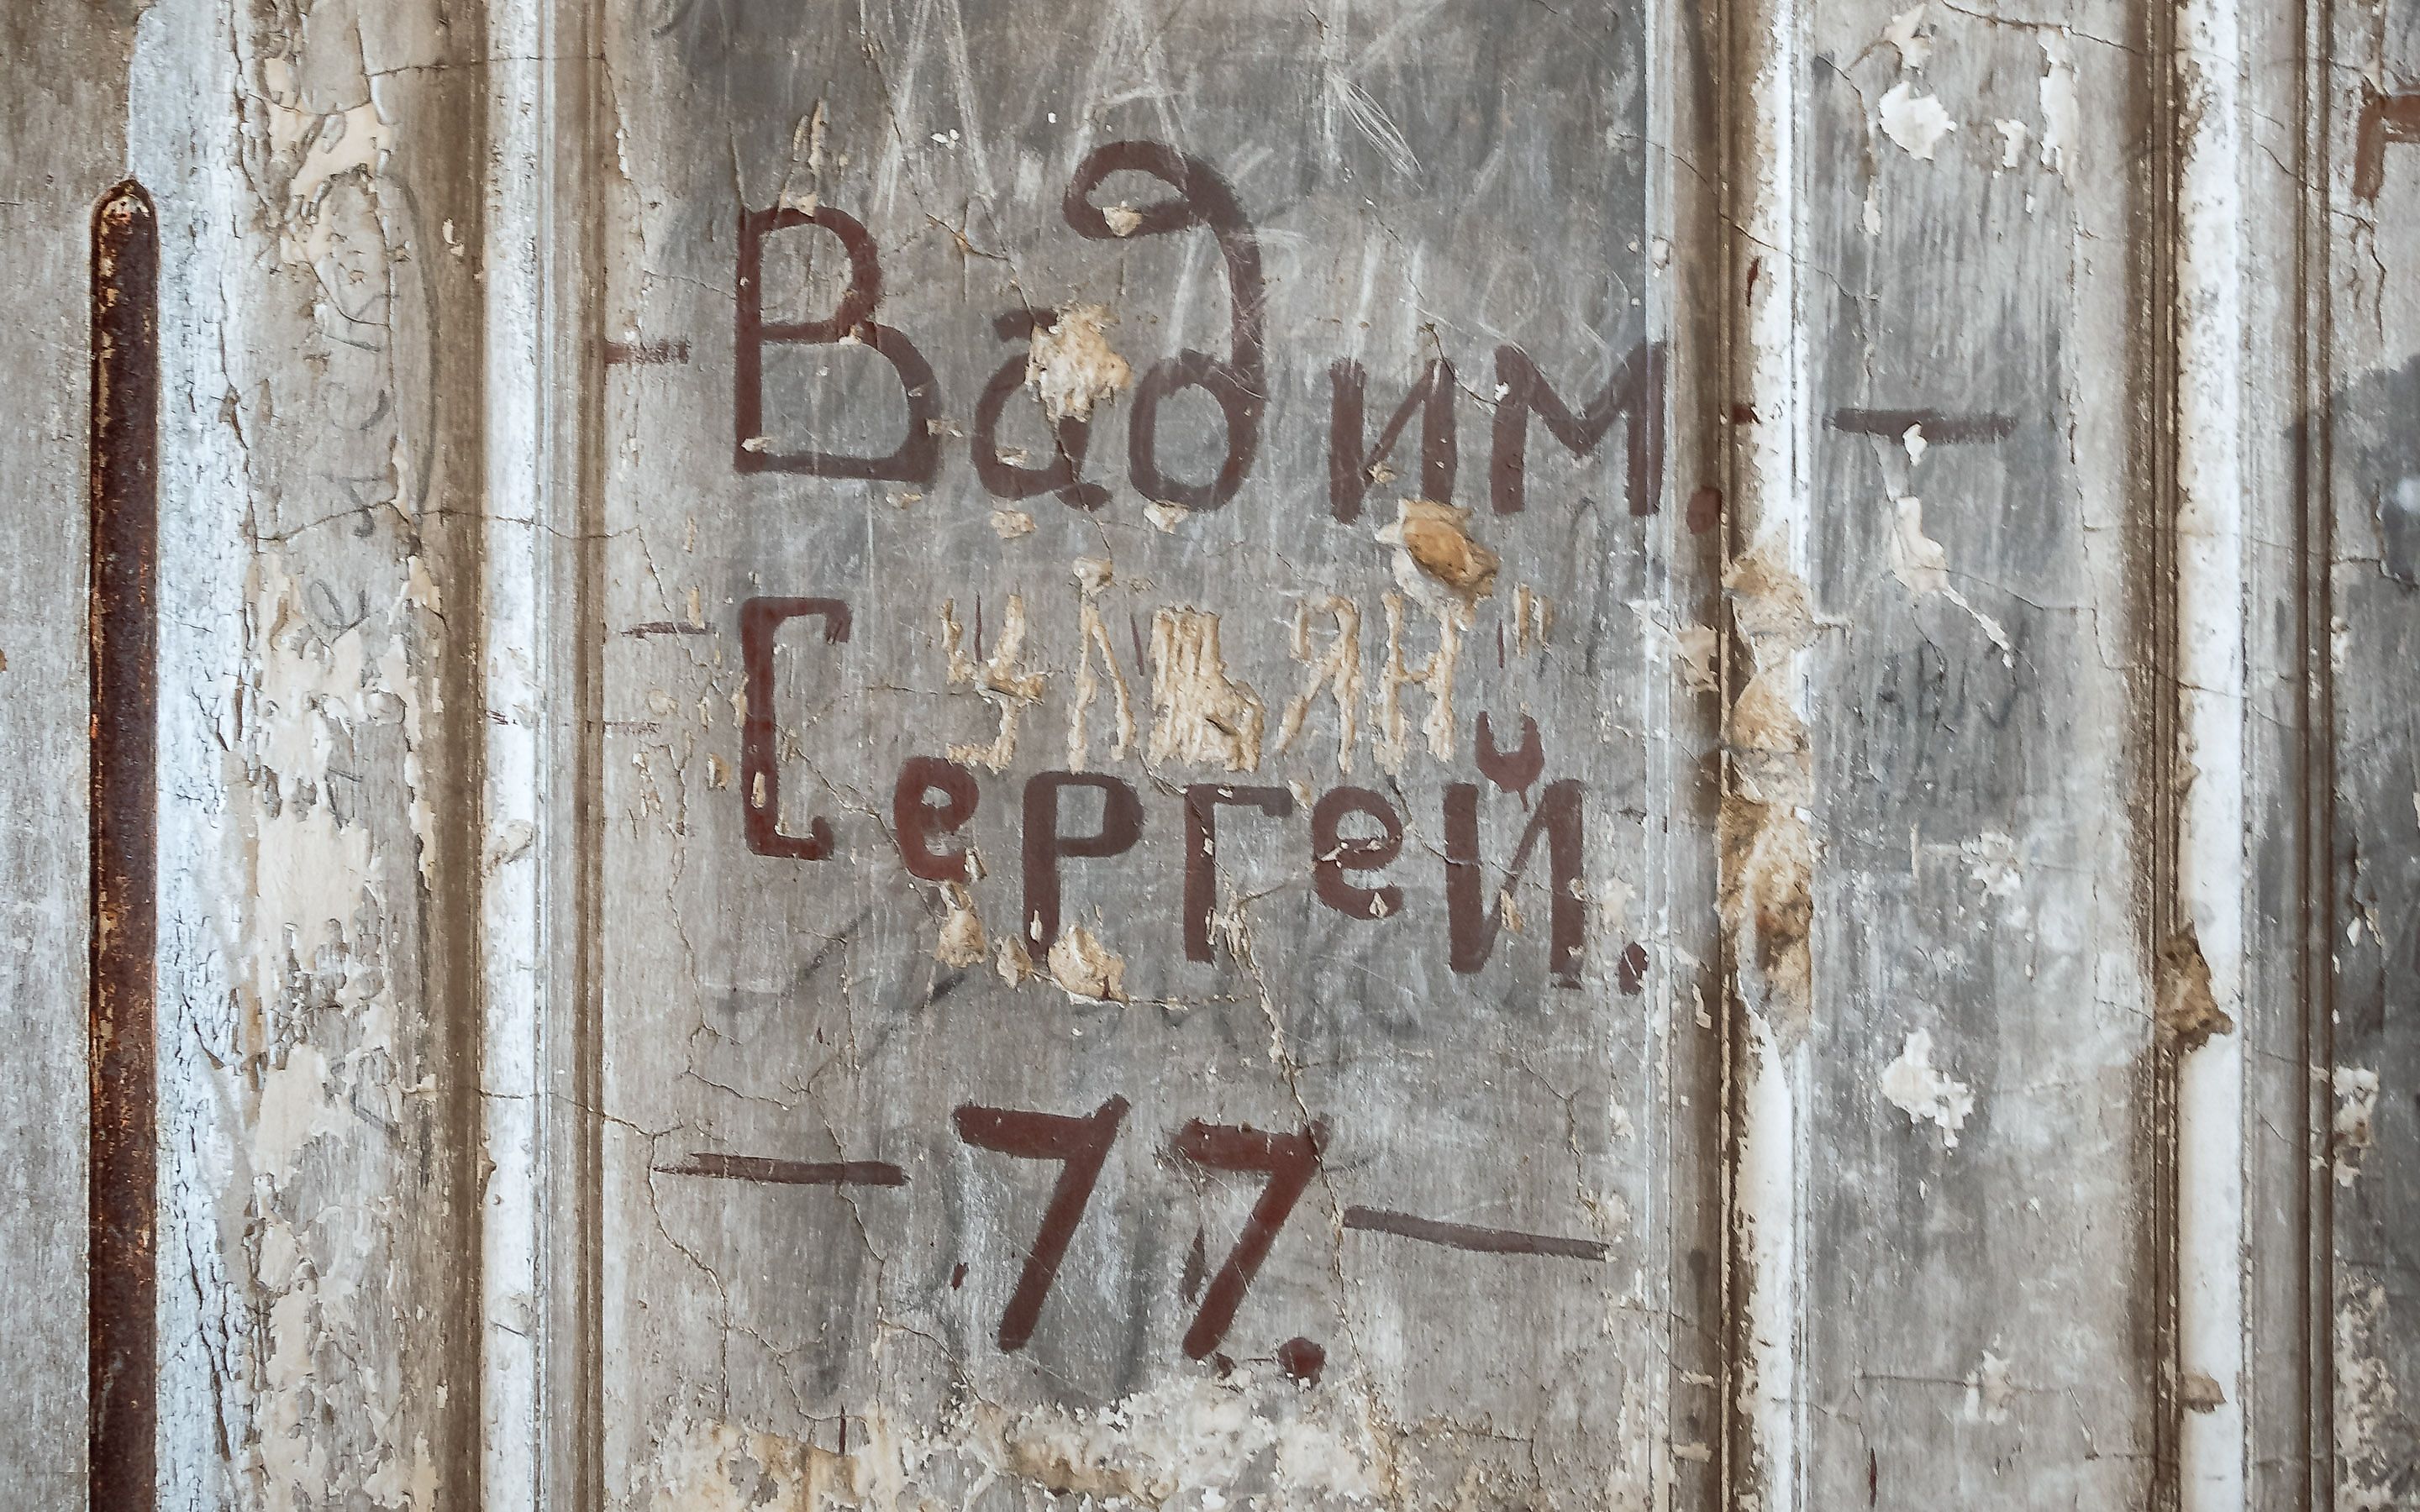 Вадим.
"Ульян"
Сергей.
- 77. -